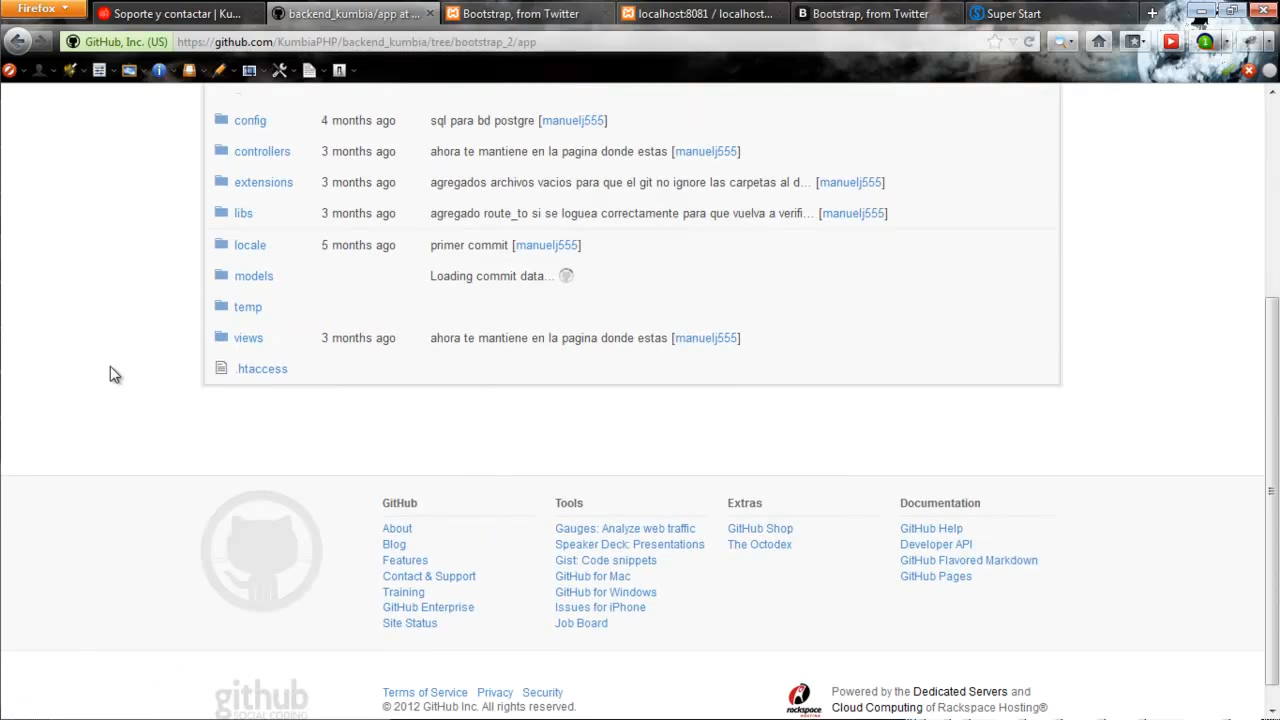 Firefox
Soporte y contactar | Ku...
backend_kumbia/app at ...
Bootstrap, from Twitter
localhost:8081 / localhost...
Bootstrap, from Twitter
Super Start
GitHub, Inc. (US)
https://github.com/KumbiaPHP/backend_kumbia/tree/bootstrap_2/app
config 4 months ago sql para bd postgre [manuelj555]
controllers 3 months ago ahora te mantiene en la pagina donde estas [manuelj555]
extensions 3 months ago agregados archivos vacios para que el git no ignore las carpetas al d... [manuelj555]
libs 3 months ago agregado route_to si se loguea correctamente para que vuelva a verifi... [manuelj555]
locale 5 months ago primer commit [manuelj555]
models Loading commit data...
temp
views 3 months ago ahora te mantiene en la pagina donde estas [manuelj555]
.htaccess
GitHub
About
Blog
Features
Contact & Support
Training
GitHub Enterprise
Site Status
Tools
Gauges: Analyze web traffic
Speaker Deck: Presentations
Gist: Code snippets
GitHub for Mac
GitHub for Windows
Issues for iPhone
Job Board
Extras
GitHub Shop
The Octodex
Documentation
GitHub Help
Developer API
GitHub Flavored Markdown
GitHub Pages
github
SOCIAL CODING
Terms of Service Privacy Security
© 2012 GitHub Inc. All rights reserved.
rackspace
HOSTING
Powered by the Dedicated Servers and
Cloud Computing of Rackspace Hosting®